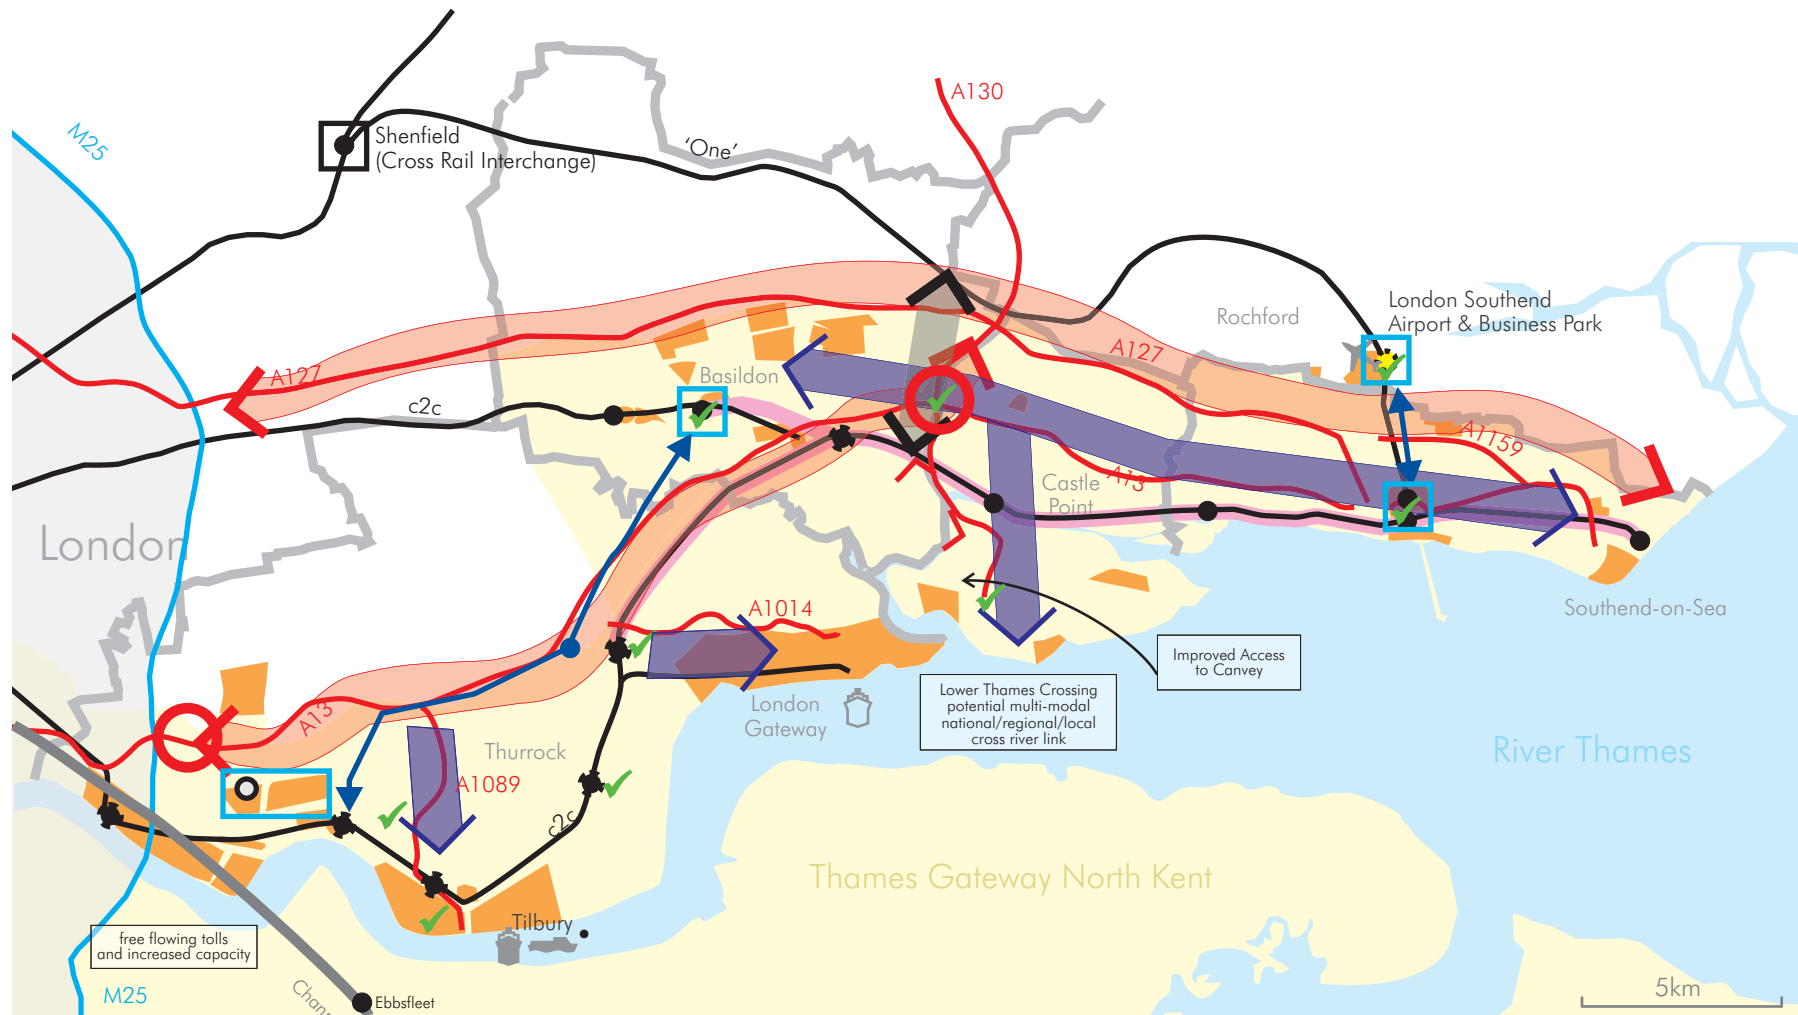 A130
M25
Shenfield
(Cross Rail Interchange)
'One'
London Southend
Airport & Business Park
Rochford
A127
A127
Basildon
c2c
A1159
A13
Castle
Point
London
A1014
Southend-on-Sea
Improved Access
to Canvey
Lower Thames Crossing
potential multi-modal
national/regional/local
cross river link
London
Gateway
A13
Thurrock
A1089
River Thames
c2c
Thames Gateway North Kent
Tilbury
free flowing tolls
and increased capacity
M25
Ebbsfleet
5km